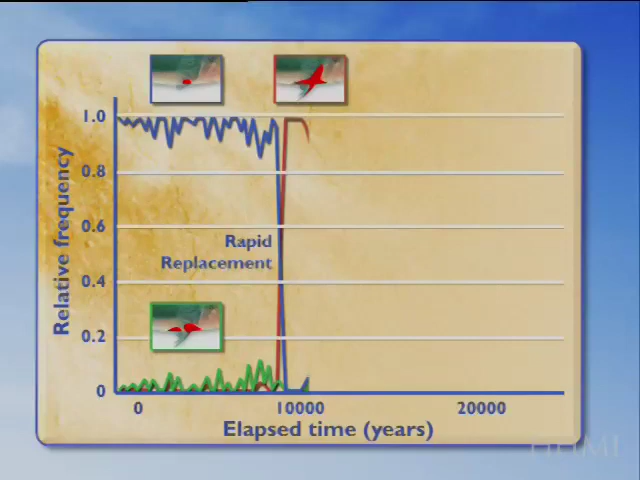 1.0
0.8
0.6
0.4
0.2
0
Relative frequency
Rapid
Replacement
0
10000
20000
Elapsed time (years)
HHMI